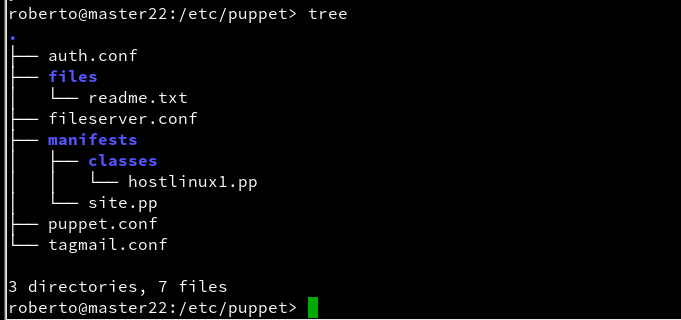 roberto@master22:/etc/puppet> tree
.
├── auth.conf
├── files
│   └── readme.txt
├── fileserver.conf
├── manifests
│   ├── classes
│   │   └── hostlinux1.pp
│   └── site.pp
├── puppet.conf
└── tagmail.conf

3 directories, 7 files
roberto@master22:/etc/puppet>